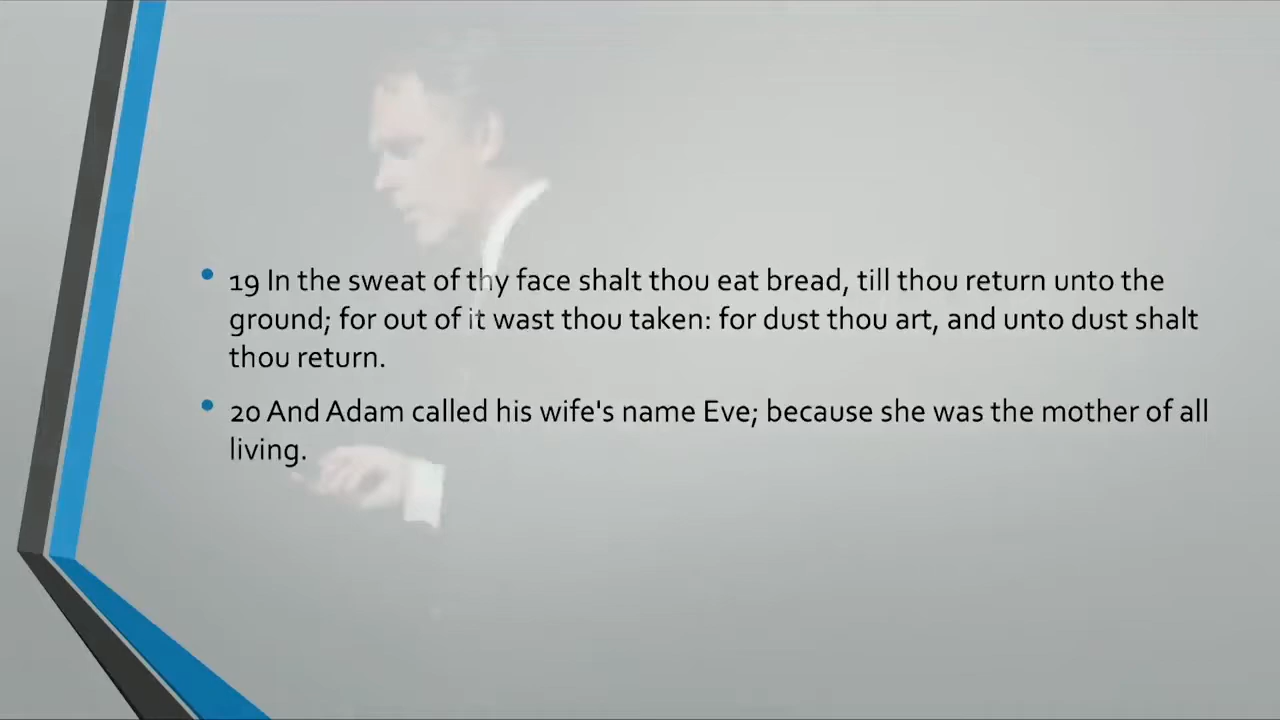 19 In the sweat of thy face shalt thou eat bread, till thou return unto the
ground; for out of it wast thou taken: for dust thou art, and unto dust shalt
thou return.
20 And Adam called his wife's name Eve; because she was the mother of all
living.